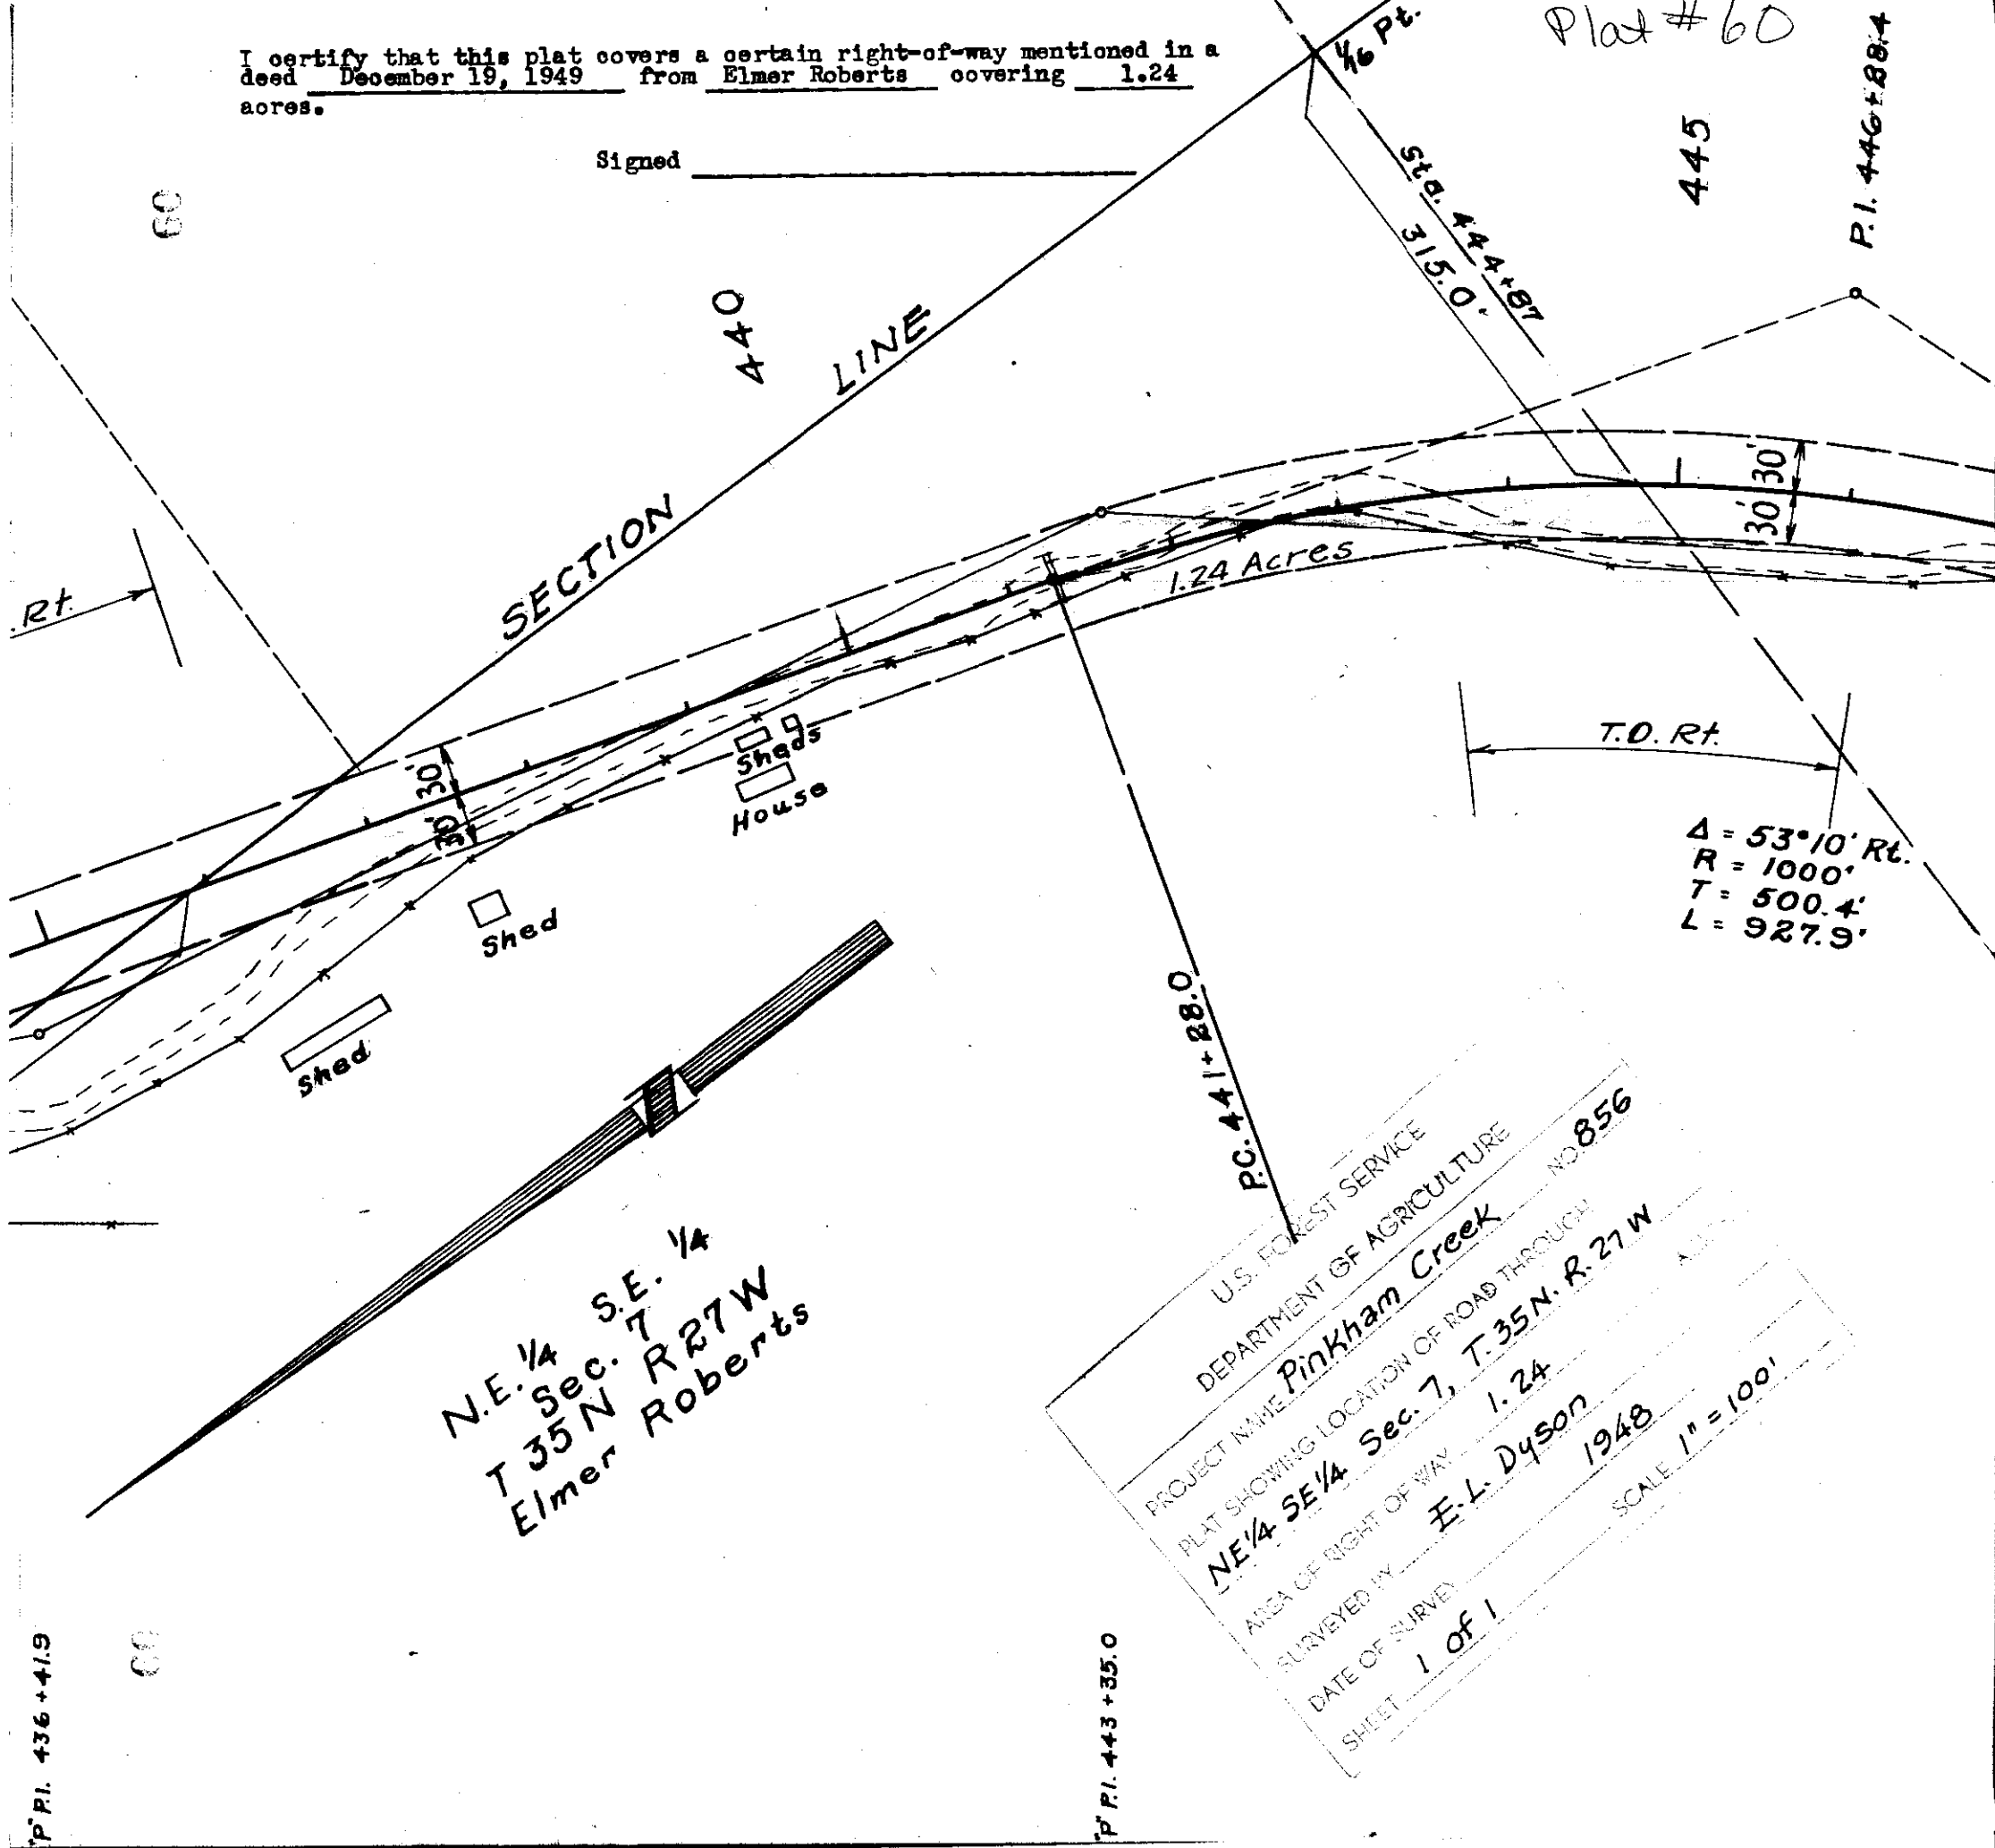 Plat #60
I certify that this plat covers a certain right-of-way mentioned in a
deed December 19, 1949 from Elmer Roberts covering 1.24
acres.
Signed
60
1/16 Pt.
Sta. 444+87
315.0'
445
P.I. 446+88.4
440
SECTION LINE
. Rt.
30'
30'
30'
30'
1.24 Acres
Sheds
House
Shed
Shed
T.O. Rt.
Δ = 53°10' Rt.
R = 1000'
T = 500.4'
L = 927.9'
P.C. 441+28.0
N.E. 1/4 S.E. 1/4
Sec. 7
T 35 N R 27 W
Elmer Roberts
U.S. FOREST SERVICE
DEPARTMENT OF AGRICULTURE
PROJECT NAME Pinkham Creek NO. 856
PLAT SHOWING LOCATION OF ROAD THROUGH
NE1/4 SE1/4 Sec. 7, T. 35 N. R. 27 W
AREA OF RIGHT OF WAY 1.24
SURVEYED BY E.L. Dyson
DATE OF SURVEY 1948
SHEET 1 of 1 SCALE 1" = 100'
"P" P.I. 436+41.9
"P" P.I. 443+35.0